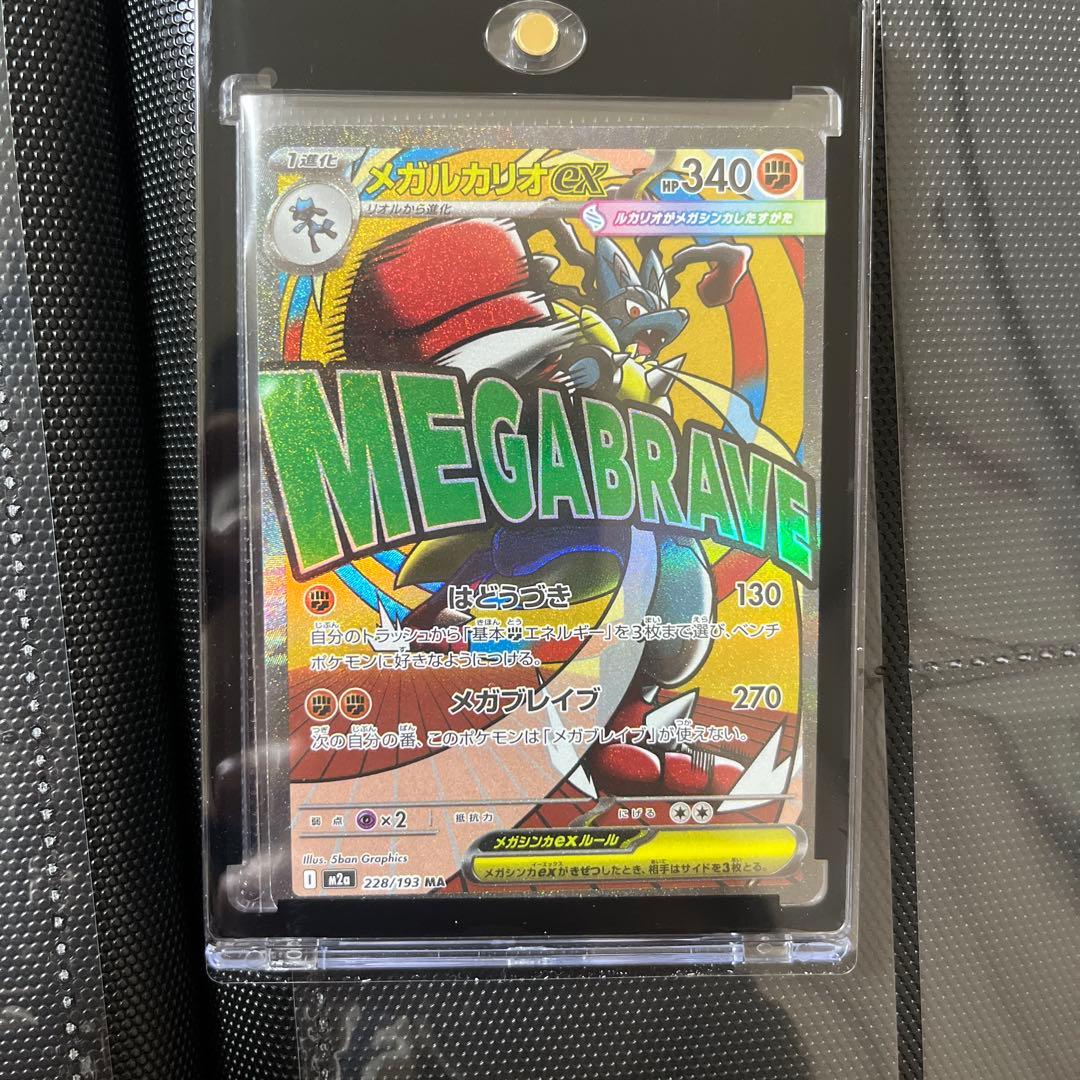 1進化
メガルカリオex
HP340
リオルから進化
ルカリオがメガシンカしたすがた
MEGABRAVE
はどうづき 130
自分のトラッシュから「基本エネルギー」を3枚まで選び、ベンチ
ポケモンに好きなようにつける。
メガブレイブ 270
次の自分の番、このポケモンは「メガブレイブ」が使えない。
弱点 ×2 抵抗力 にげる
メガシンカexルール
メガシンカexがきぜつしたとき、相手はサイドを3枚とる。
Illus. 5ban Graphics
I m2a 228/193 MA